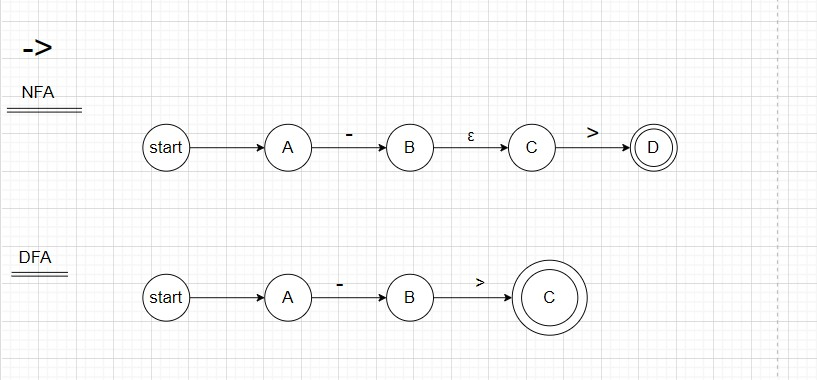 ->
NFA
start A - B ε C > D
DFA
start A - B > C